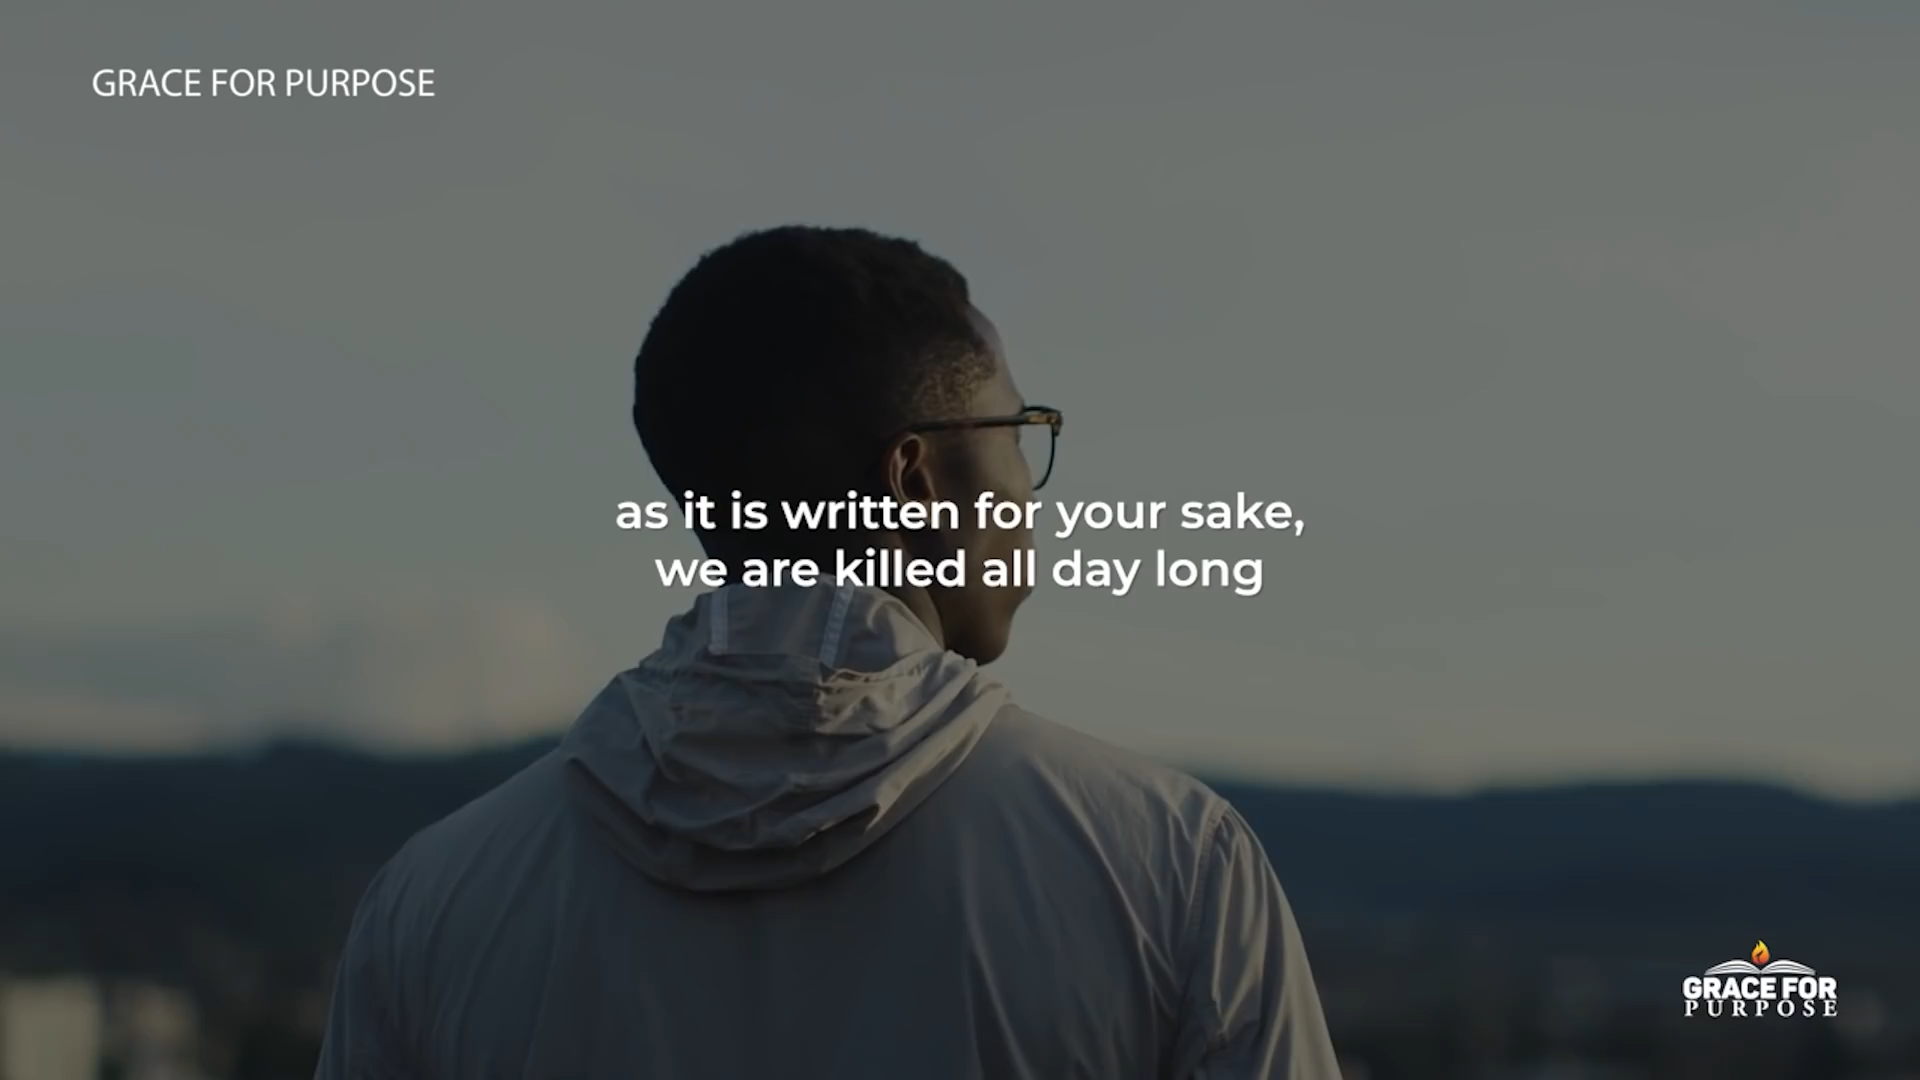 GRACE FOR PURPOSE
as it is written for your sake,
we are killed all day long
GRACE FOR
PURPOSE